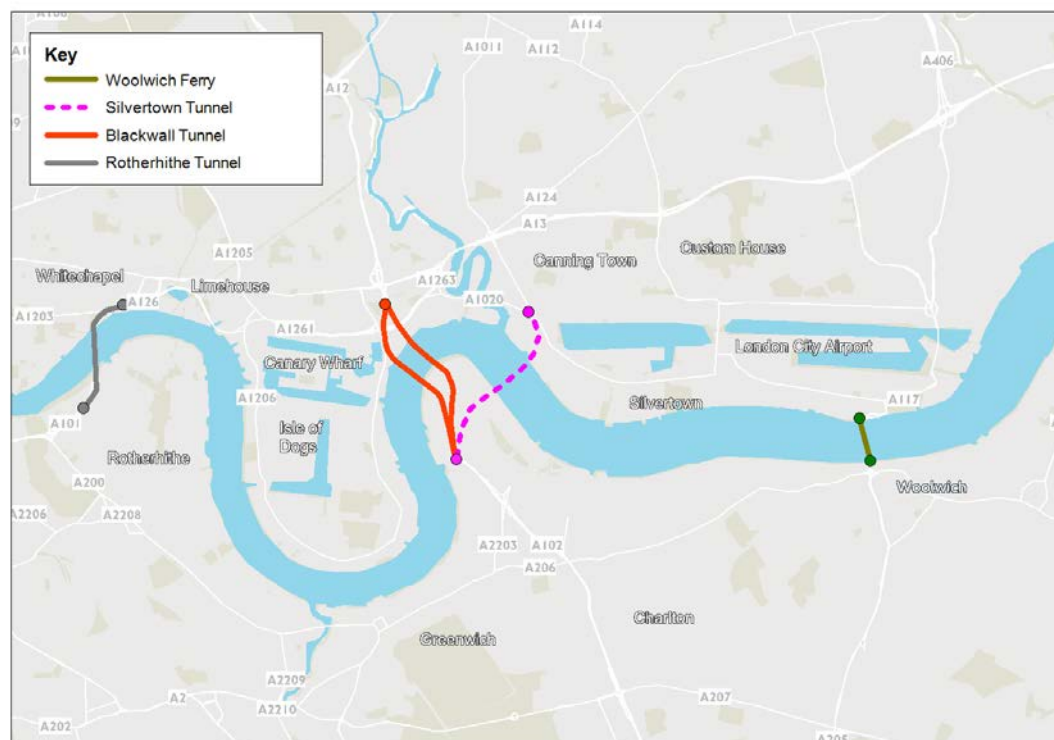 Key
Woolwich Ferry
Silvertown Tunnel
Blackwall Tunnel
Rotherhithe Tunnel
A1011
A112
A406
A12
A114
A124
A13
A1205
Custom House
Canning Town
Whitechapel
A1263
Limehouse
A126
A1020
A1203
A1261
London City Airport
Canary Wharf
A1206
Silvertown
A117
A101
Isle of
Dogs
Rotherhithe
A200
Woolwich
A2206
A2208
A2203
A102
A206
Charlton
Greenwich
A2209
A2
A207
A2210
A202
A205